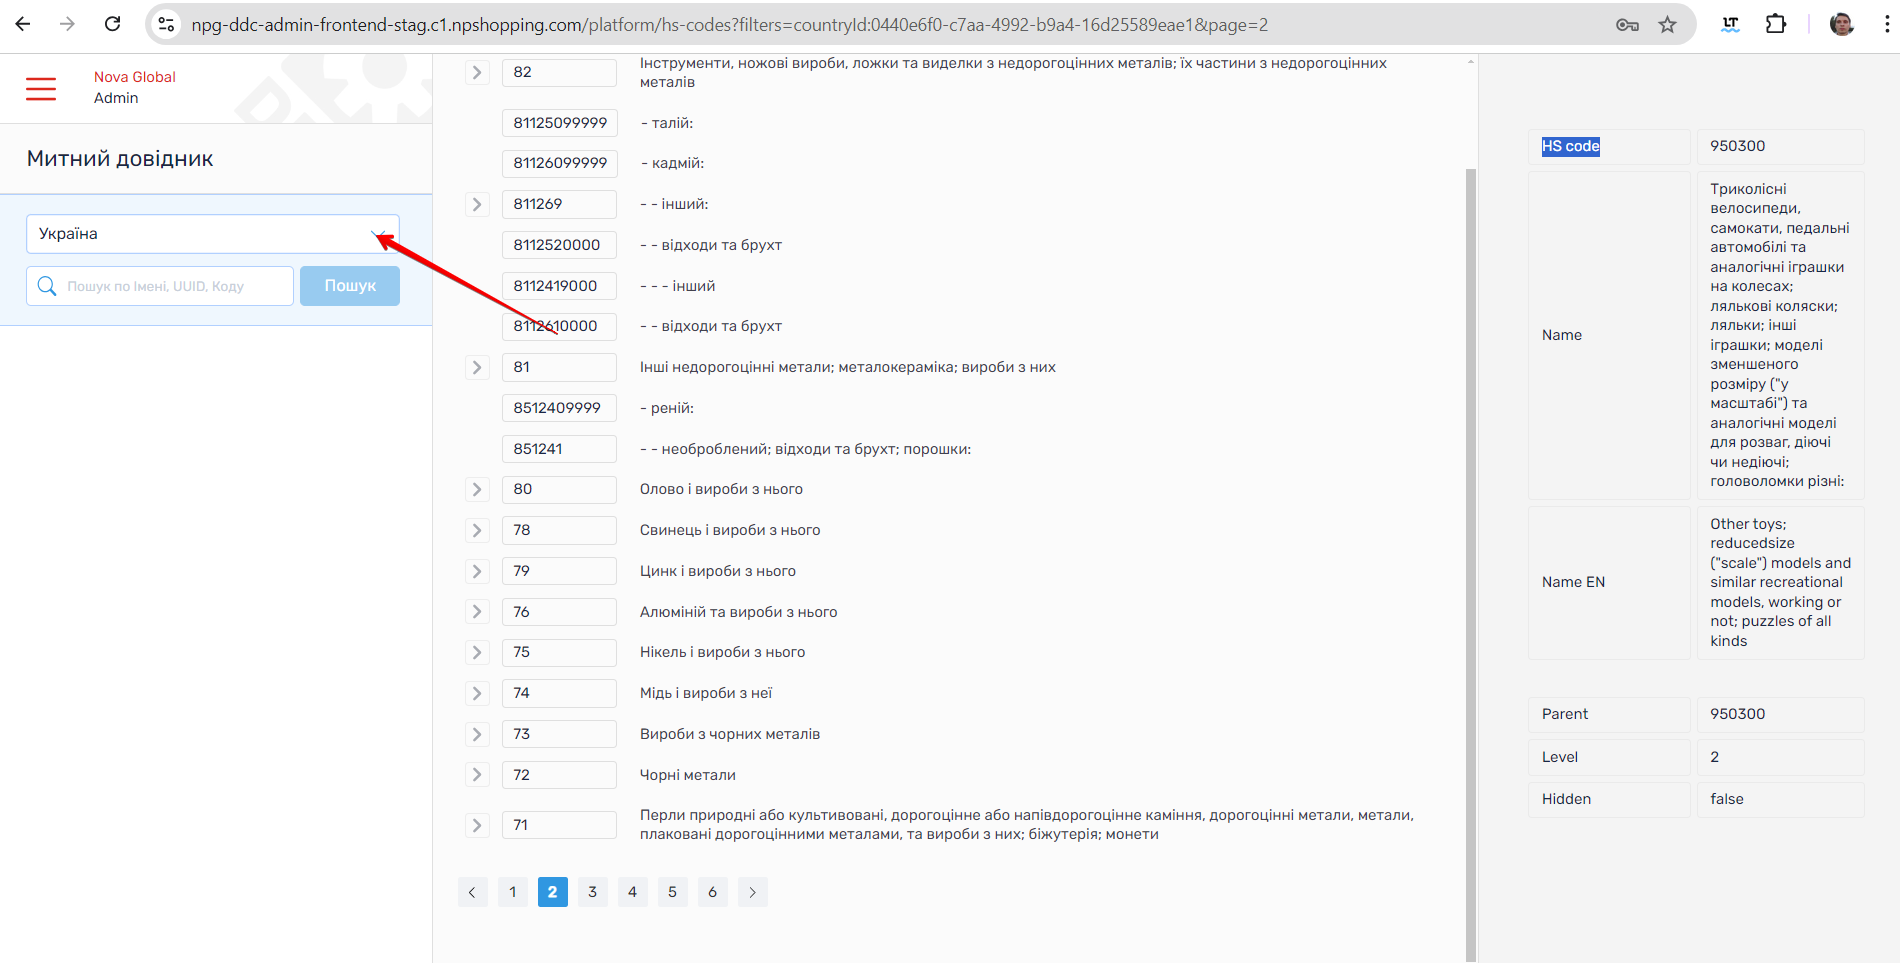 npg-ddc-admin-frontend-stag.c1.npshopping.com/platform/hs-codes?filters=countryId:0440e6f0-c7aa-4992-b9a4-16d25589eae1&page=2
LT
Nova Global
Admin
Митний довідник
Україна
Пошук по Імені, UUID, Коду
Пошук
82
Інструменти, ножові вироби, ложки та виделки з недорогоцінних металів; їх частини з недорогоцінних
металів
81125099999
- талій:
81126099999
- кадмій:
811269
- - інший:
8112520000
- - відходи та брухт
8112419000
- - - інший
8112610000
- - відходи та брухт
81
Інші недорогоцінні метали; металокераміка; вироби з них
8512409999
- реній:
851241
- - необроблений; відходи та брухт; порошки:
80
Олово і вироби з нього
78
Свинець і вироби з нього
79
Цинк і вироби з нього
76
Алюміній та вироби з нього
75
Нікель і вироби з нього
74
Мідь і вироби з неї
73
Вироби з чорних металів
72
Чорні метали
71
Перли природні або культивовані, дорогоцінне або напівдорогоцінне каміння, дорогоцінні метали, метали,
плаковані дорогоцінними металами, та вироби з них; біжутерія; монети
1 2 3 4 5 6
HS code
950300
Name
Триколісні
велосипеди,
самокати, педальні
автомобілі та
аналогічні іграшки
на колесах;
лялькові коляски;
ляльки; інші
іграшки; моделі
зменшеного
розміру ("у
масштабі") та
аналогічні моделі
для розваг, діючі
чи недіючі;
головоломки різні:
Name EN
Other toys;
reducedsize
("scale") models and
similar recreational
models, working or
not; puzzles of all
kinds
Parent
950300
Level
2
Hidden
false